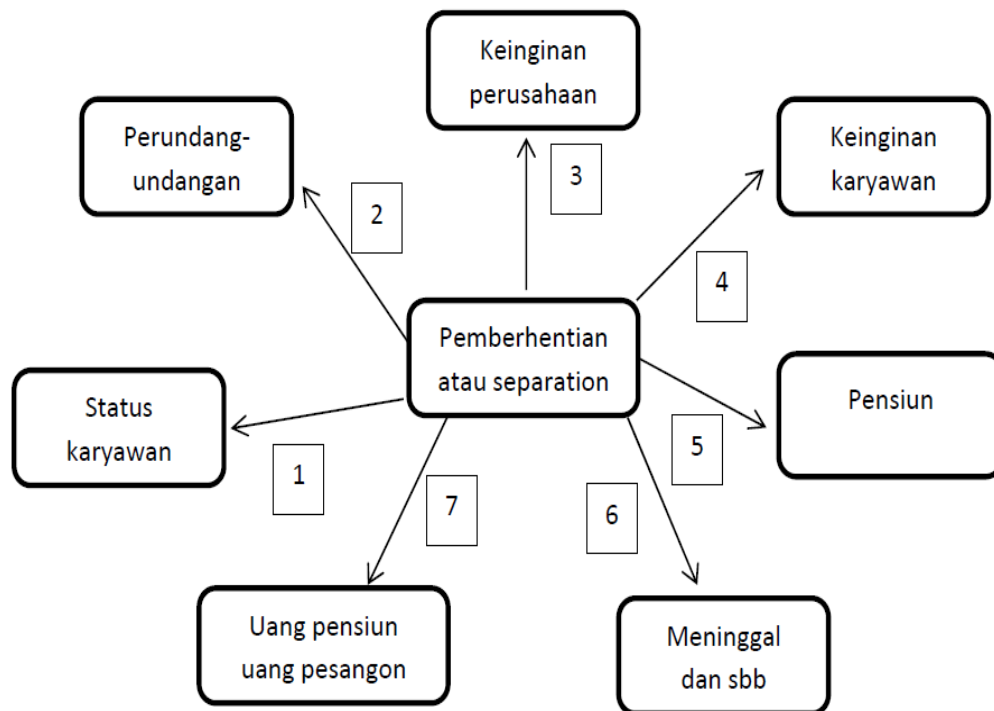 Keinginan
perusahaan
Perundang-
undangan
Keinginan
karyawan
3
2
4
Pemberhentian
atau separation
Status
karyawan
Pensiun
1
7
6
5
Uang pensiun
uang pesangon
Meninggal
dan sbb